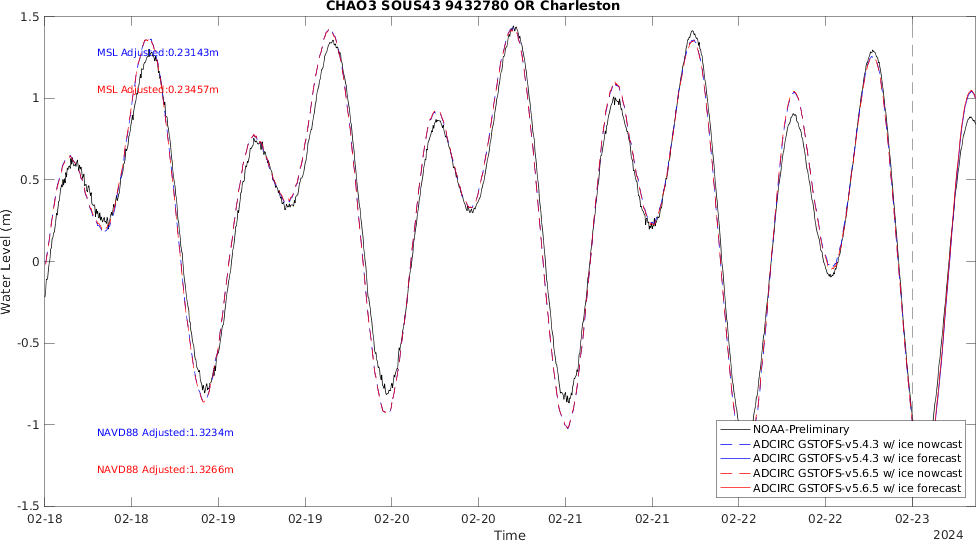 CHAO3 SOUS43 9432780 OR Charleston
1.5
MSL Adjusted:0.23143m
MSL Adjusted:0.23457m
1
0.5
Water Level (m)
0
-0.5
-1
NAVD88 Adjusted:1.3234m
NAVD88 Adjusted:1.3266m
NOAA-Preliminary
ADCIRC GSTOFS-v5.4.3 w/ ice nowcast
ADCIRC GSTOFS-v5.4.3 w/ ice forecast
ADCIRC GSTOFS-v5.6.5 w/ ice nowcast
ADCIRC GSTOFS-v5.6.5 w/ ice forecast
-1.5
02-18 02-18 02-19 02-19 02-20 02-20 02-21 02-21 02-22 02-22 02-23
Time
2024